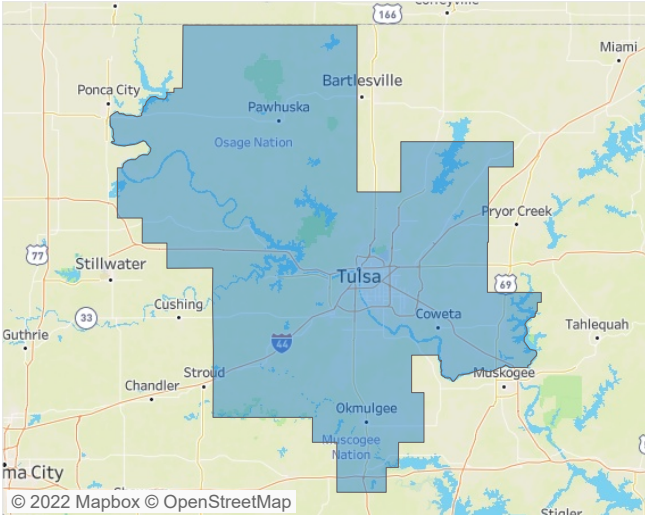 Coffeyville
166
Miami
Ponca City
Bartlesville
Pawhuska
Osage Nation
Pryor Creek
77
Stillwater
Tulsa
69
Cushing
33
Coweta
Guthrie
Tahlequah
44
Stroud
Muskogee
Chandler
Okmulgee
Muscogee
Nation
ma City
© 2022 Mapbox © OpenStreetMap
Stigler